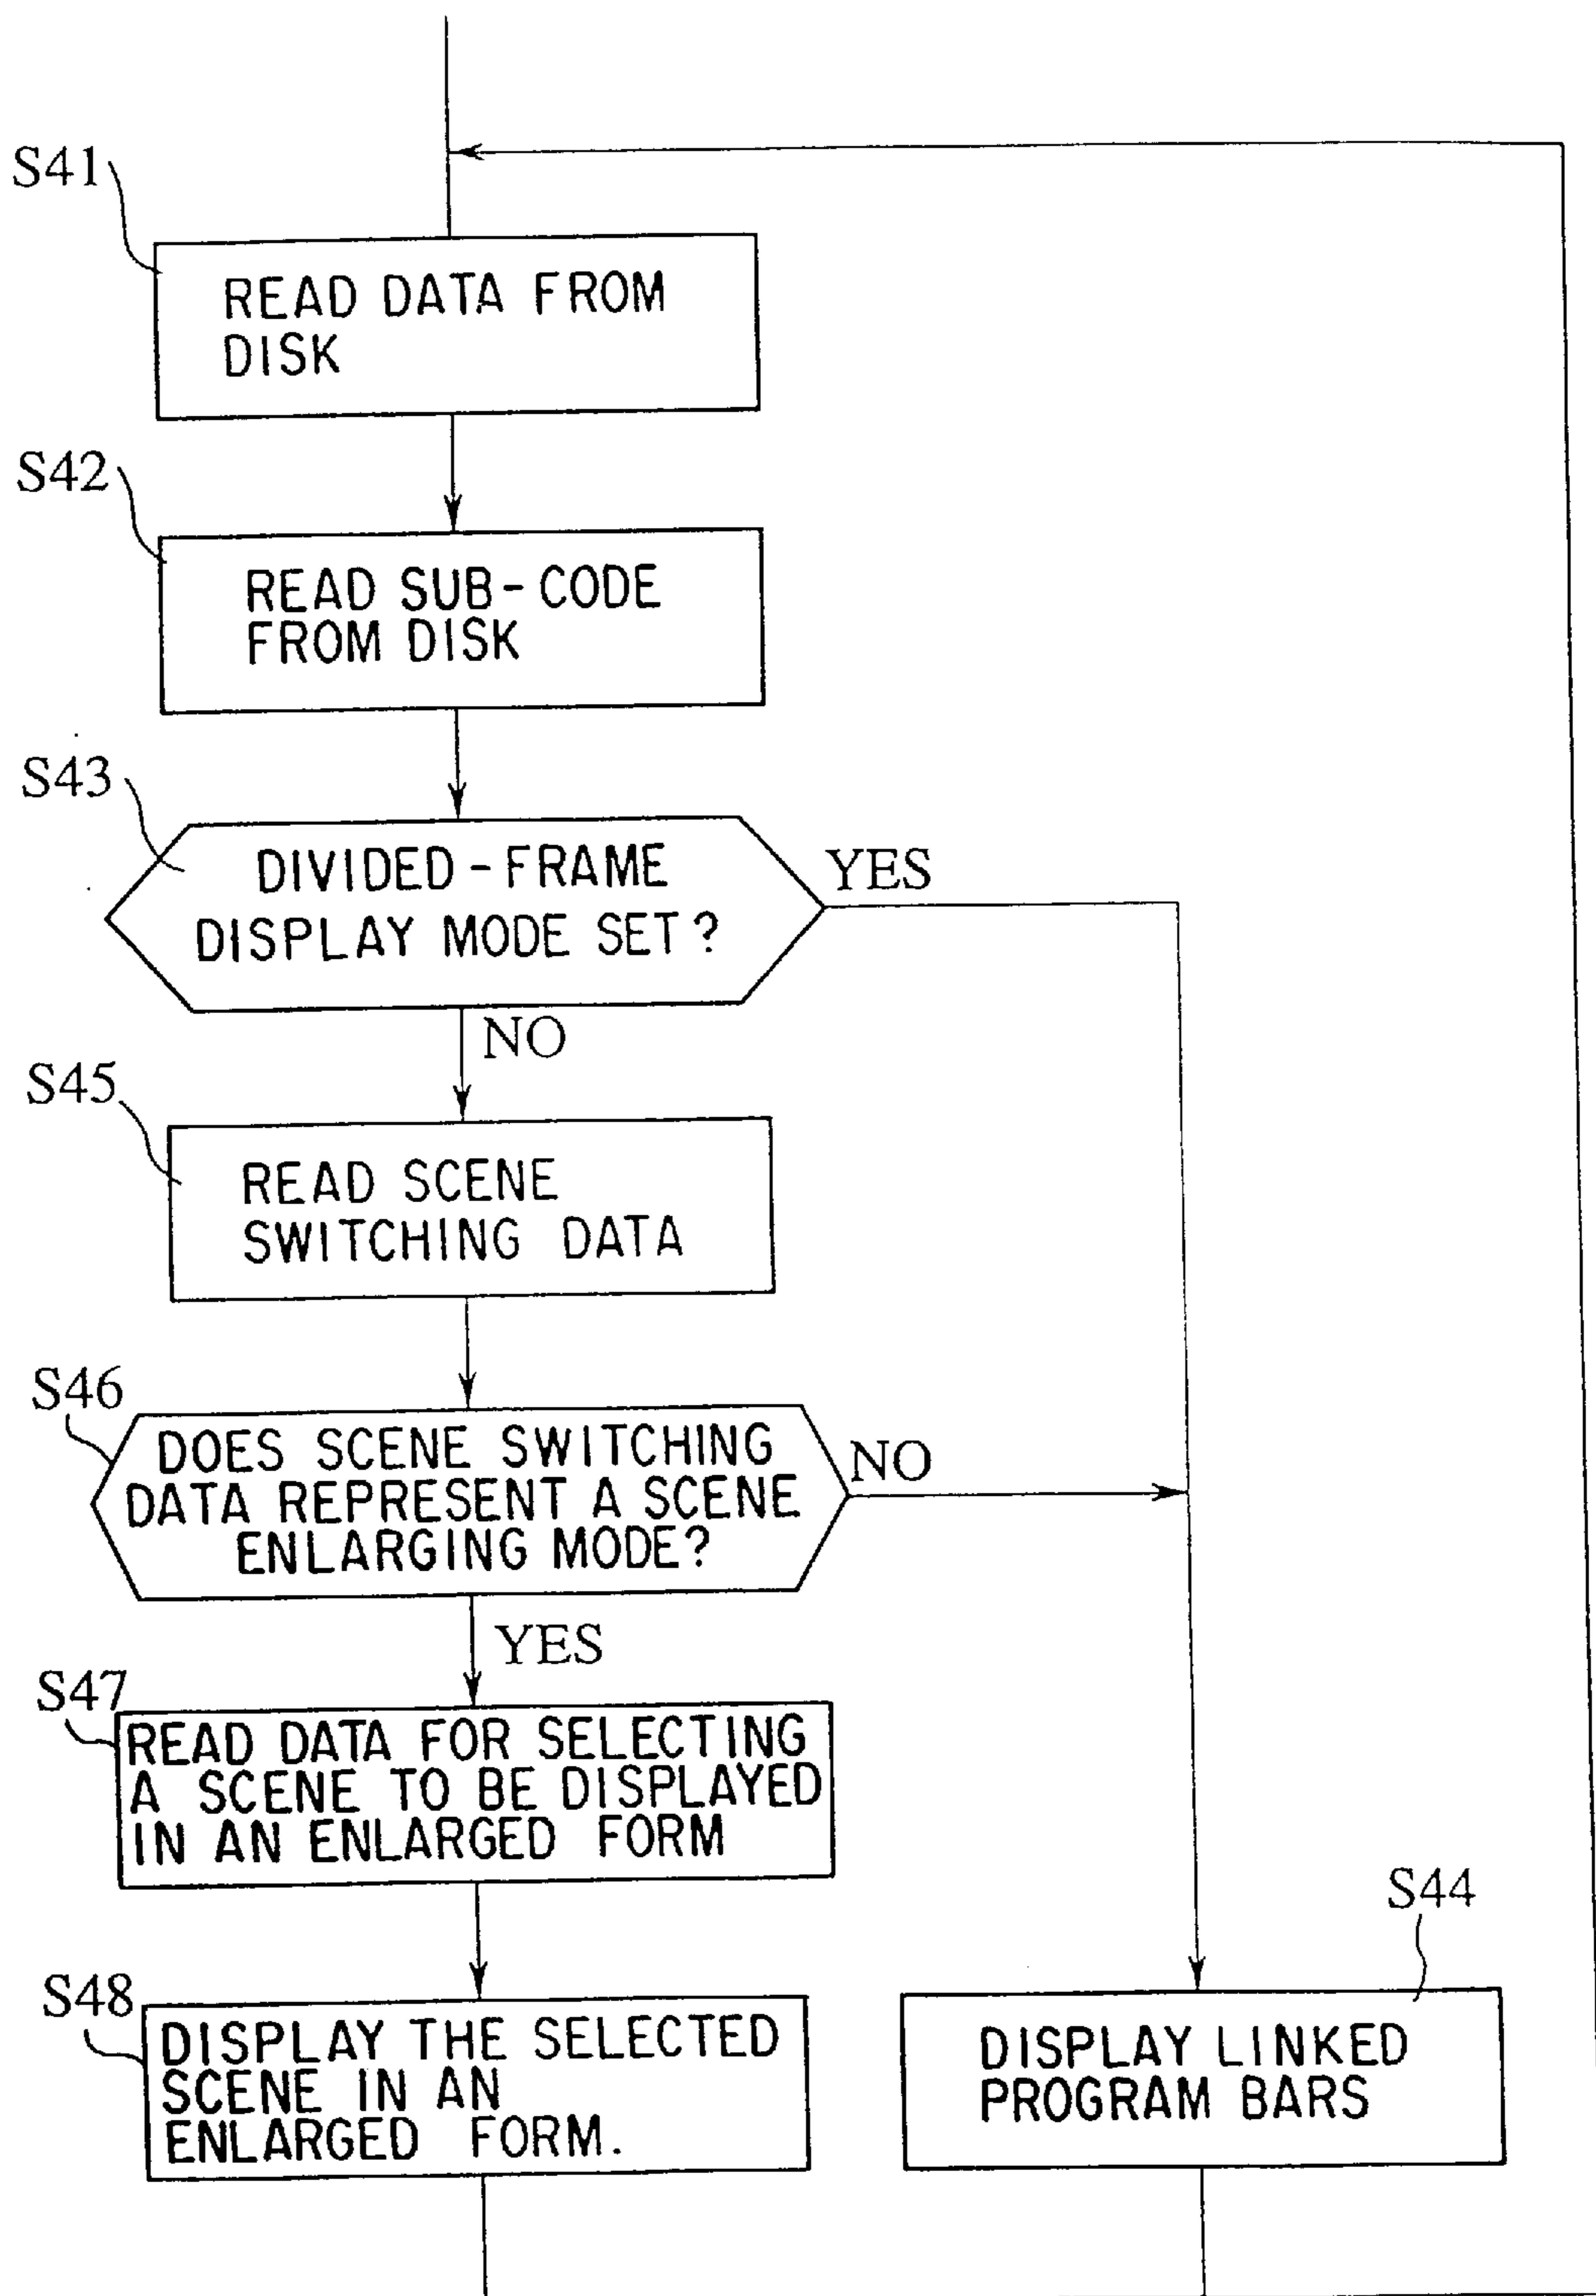 S41
READ DATA FROM
DISK
S42
READ SUB-CODE
FROM DISK
S43
DIVIDED-FRAME
DISPLAY MODE SET?
YES
NO
S45
READ SCENE
SWITCHING DATA
S46
DOES SCENE SWITCHING
DATA REPRESENT A SCENE
ENLARGING MODE?
NO
YES
S47
READ DATA FOR SELECTING
A SCENE TO BE DISPLAYED
IN AN ENLARGED FORM
S48
DISPLAY THE SELECTED
SCENE IN AN
ENLARGED FORM.
S44
DISPLAY LINKED
PROGRAM BARS